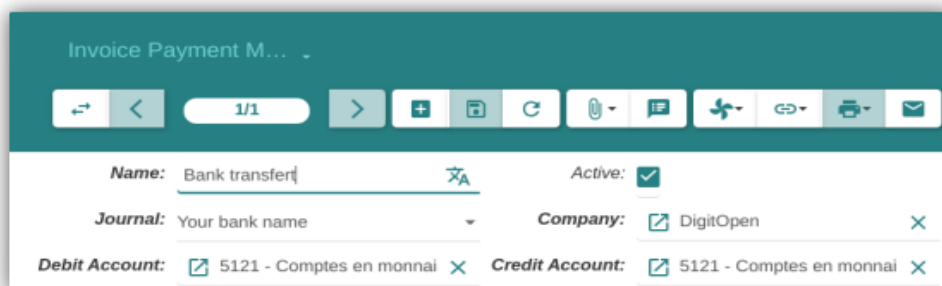 Invoice Payment M...
1/1
Name: Bank transfert Active:
Journal: Your bank name Company: DigitOpen
Debit Account: 5121 - Comptes en monnai Credit Account: 5121 - Comptes en monnai